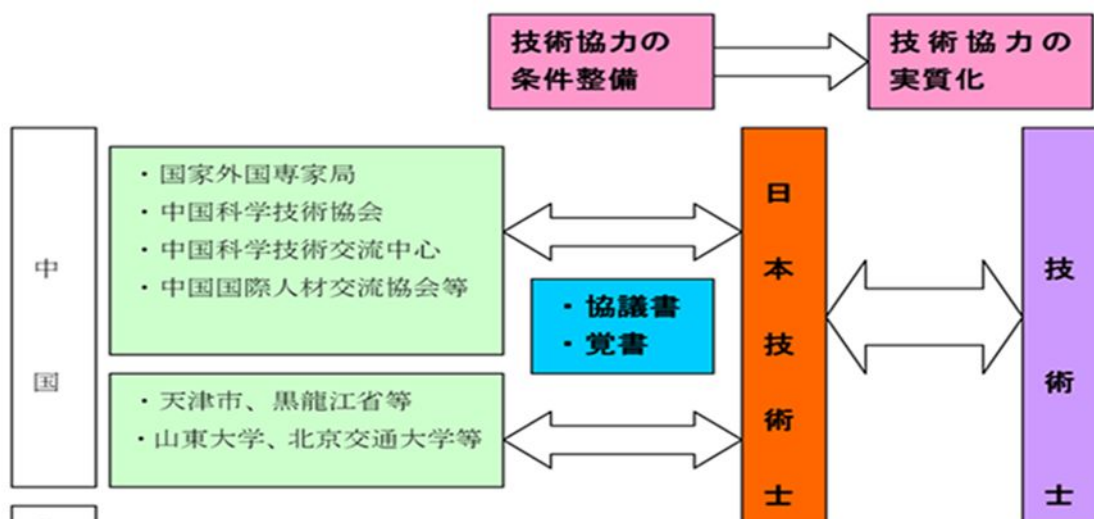 技術協力の
条件整備
技術協力の
実質化
中国
・国家外国専家局
・中国科学技術協会
・中国科学技術交流中心
・中国国際人材交流協会等
・協議書
・覚書
・天津市、黒龍江省等
・山東大学、北京交通大学等
日本技術士
技術士